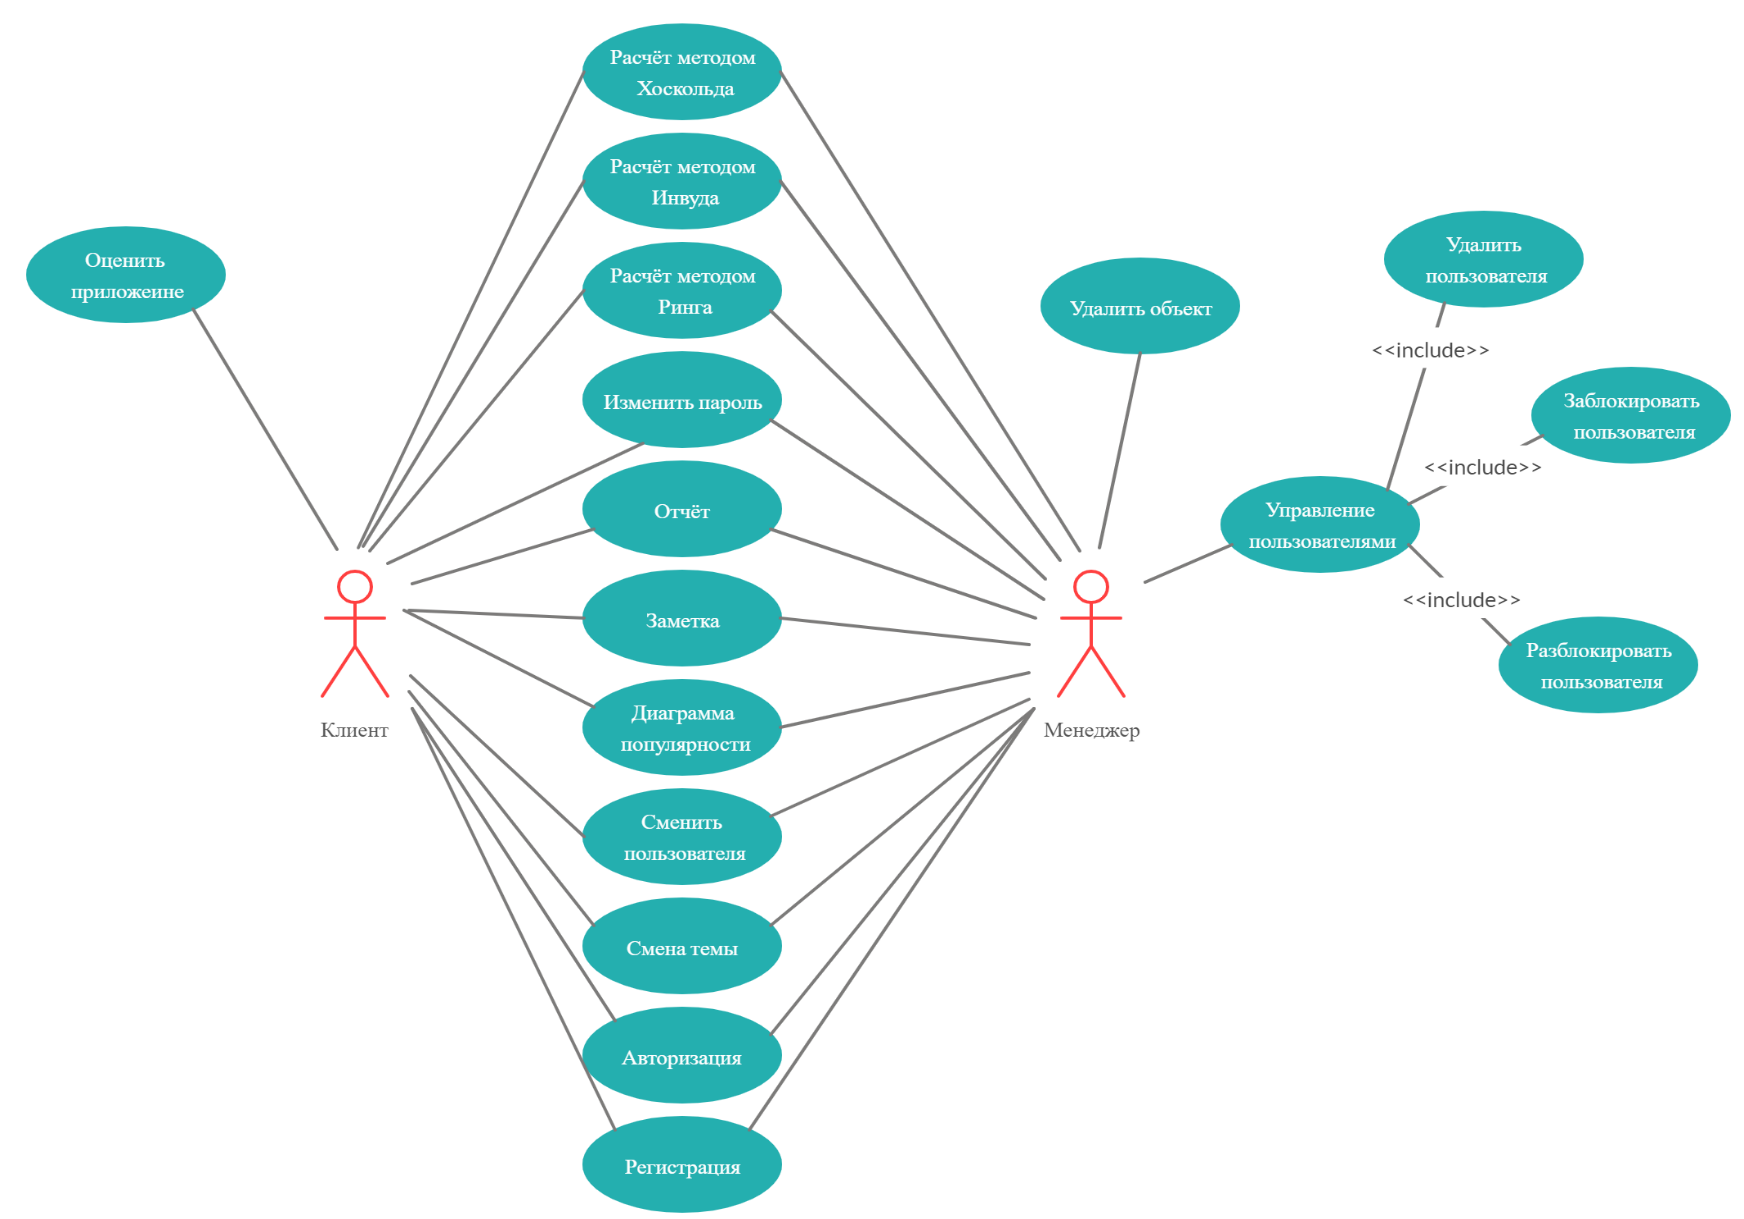 Расчёт методом
Хоскольда
Расчёт методом
Инвуда
Расчёт методом
Ринга
Изменить пароль
Отчёт
Заметка
Диаграмма
популярности
Сменить
пользователя
Смена темы
Авторизация
Регистрация
Оценить
приложеине
Клиент
Менеджер
Удалить объект
Управление
пользователями
<<include>>
Удалить
пользователя
<<include>>
Заблокировать
пользователя
<<include>>
Разблокировать
пользователя